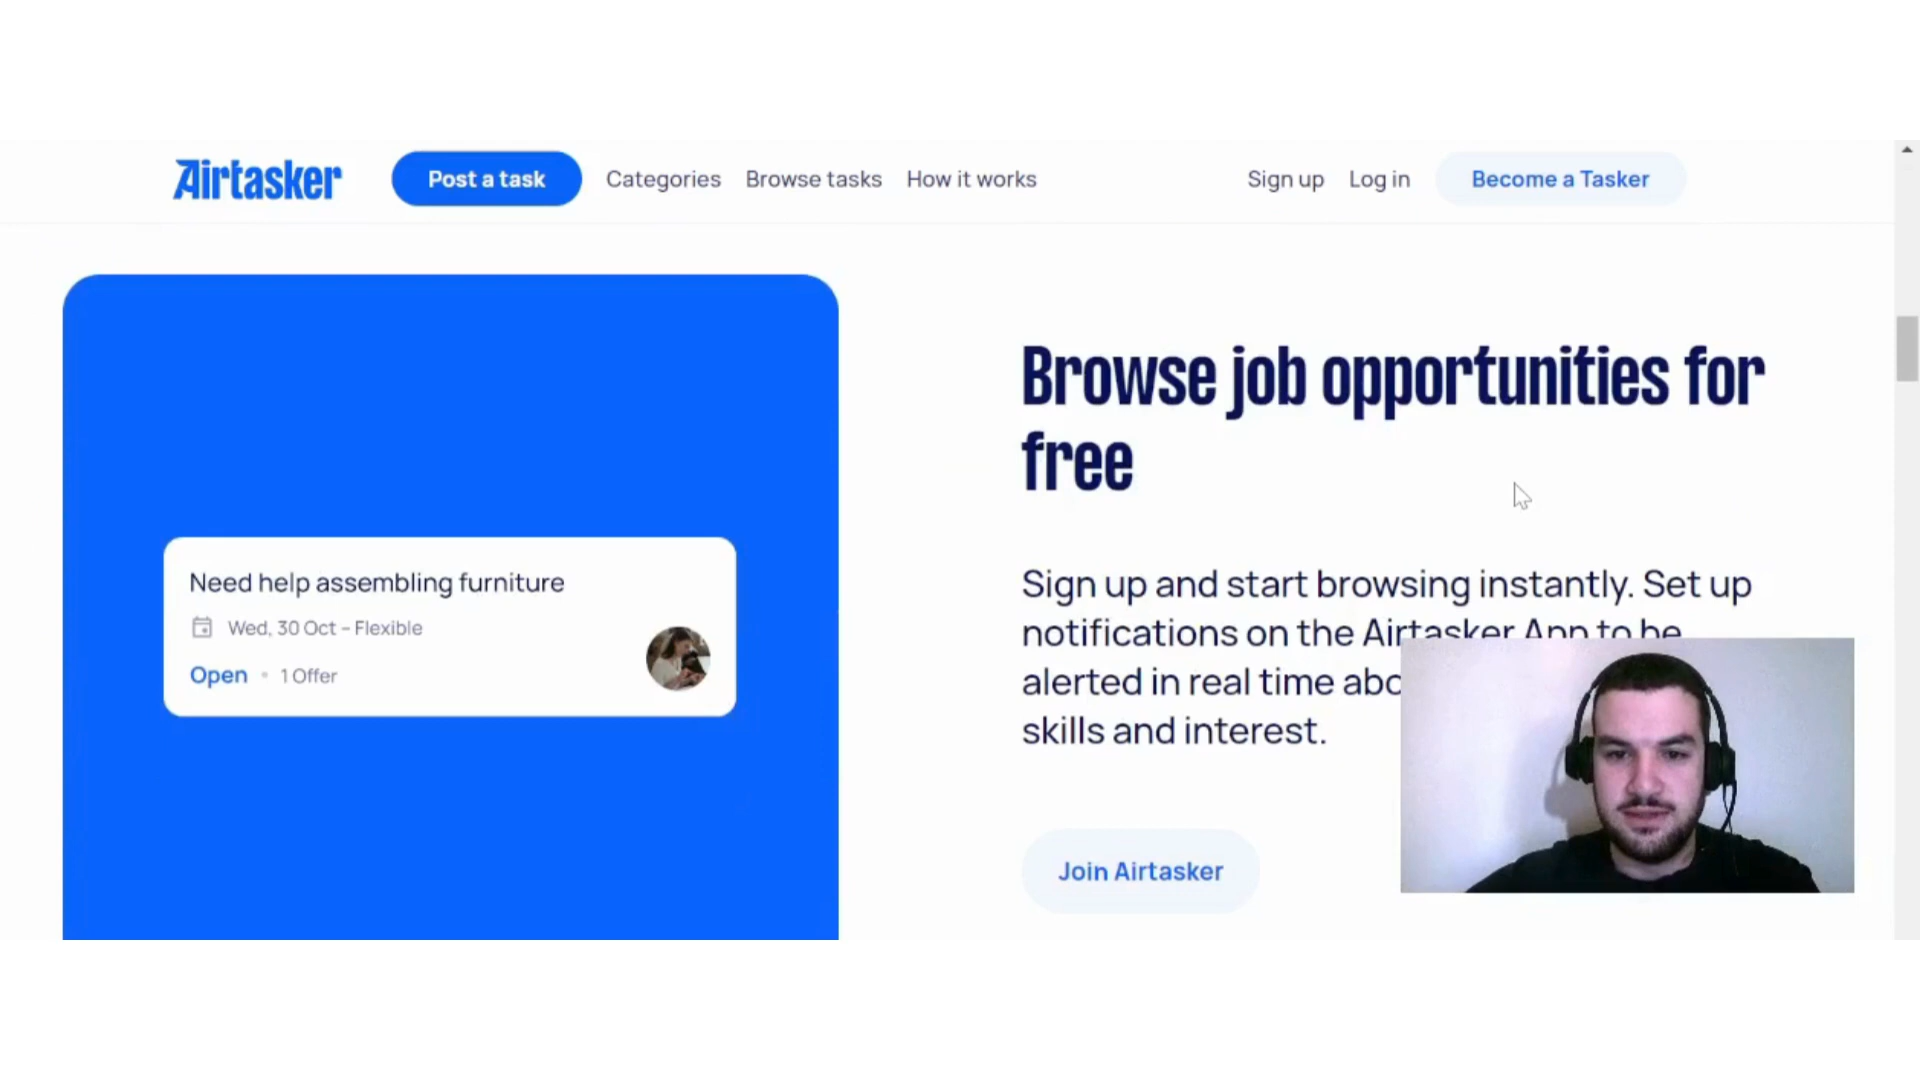 Airtasker
Post a task
Categories
Browse tasks
How it works
Sign up
Log in
Become a Tasker
Need help assembling furniture
Wed, 30 Oct – Flexible
Open • 1 Offer
Browse job opportunities for
free
Sign up and start browsing instantly. Set up
notifications on the Airtasker App to be
alerted in real time
skills and interest.
Join Airtasker